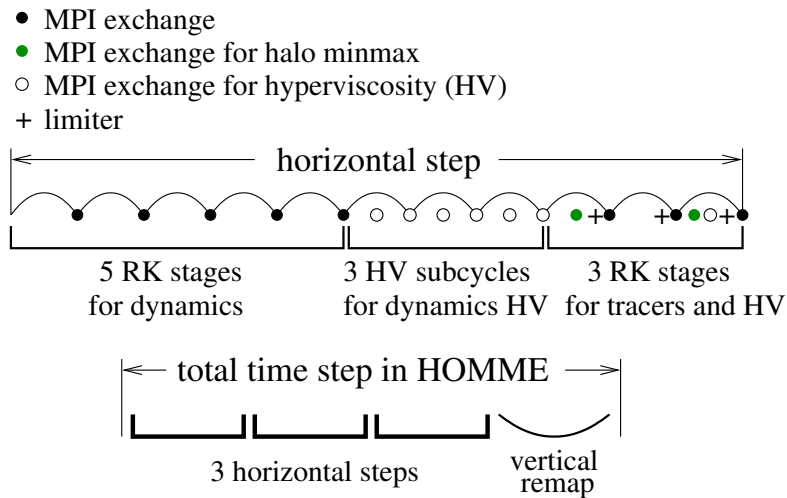 MPI exchange
MPI exchange for halo minmax
MPI exchange for hyperviscosity (HV)
+ limiter
horizontal step
+ + +
5 RK stages
for dynamics
3 HV subcycles
for dynamics HV
3 RK stages
for tracers and HV
total time step in HOMME
3 horizontal steps
vertical
remap